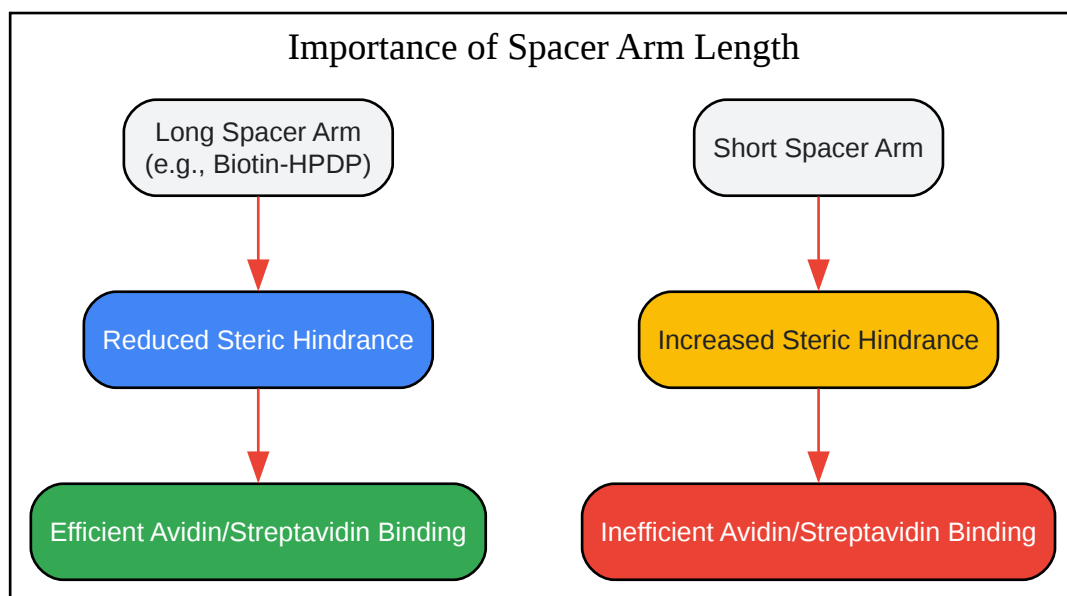 Importance of Spacer Arm Length
Long Spacer Arm
(e.g., Biotin-HPDP)
Short Spacer Arm
Reduced Steric Hindrance
Increased Steric Hindrance
Efficient Avidin/Streptavidin Binding
Inefficient Avidin/Streptavidin Binding